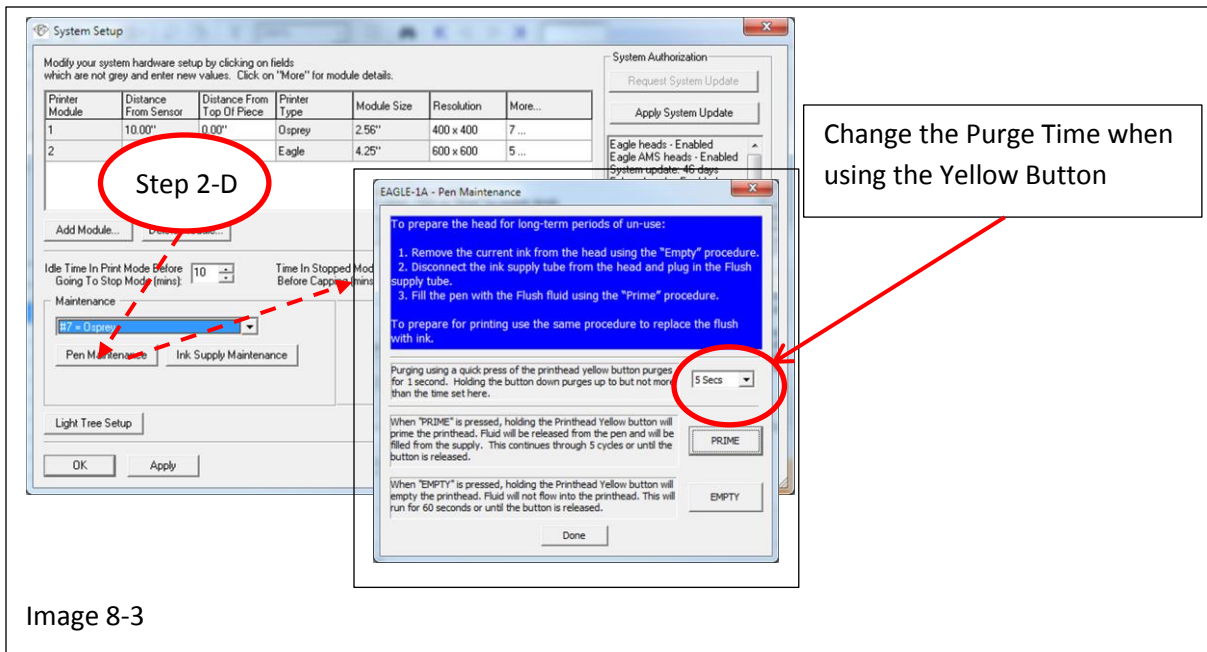 System Setup
Modify your system hardware setup by clicking on fields
which are not grey and enter new values. Click on "More" for module details.
Printer Module
Distance From Sensor
Distance From Top Of Piece
Printer Type
Module Size
Resolution
More...
1 10.00" 0.00" Osprey 2.56" 400 x 400 7 ...
2 Eagle 4.25" 600 x 600 5 ...
System Authorization
Request System Update
Apply System Update
Eagle heads - Enabled
Eagle AMS heads - Enabled
System update: 46 days
Step 2-D
Add Module...
Idle Time In Print Mode Before
Going To Stop Mode (mins):
10
Time In Stopped Mod
Before Capping (mins
Maintenance
#7 = Osprey
Pen Maintenance
Ink Supply Maintenance
Light Tree Setup
OK
Apply
EAGLE-1A - Pen Maintenance
To prepare the head for long-term periods of un-use:
1. Remove the current ink from the head using the "Empty" procedure.
2. Disconnect the ink supply tube from the head and plug in the Flush
supply tube.
3. Fill the pen with the Flush fluid using the "Prime" procedure.
To prepare for printing use the same procedure to replace the flush
with ink.
Purging using a quick press of the printhead yellow button purges
for 1 second. Holding the button down purges up to but not more
than the time set here.
5 Secs
When "PRIME" is pressed, holding the Printhead Yellow button will
prime the printhead. Fluid will be released from the pen and will be
filled from the supply. This continues through 5 cycles or until the
button is released.
PRIME
When "EMPTY" is pressed, holding the Printhead Yellow button will
empty the printhead. Fluid will not flow into the printhead. This will
run for 60 seconds or until the button is released.
EMPTY
Done
Change the Purge Time when
using the Yellow Button
Image 8-3